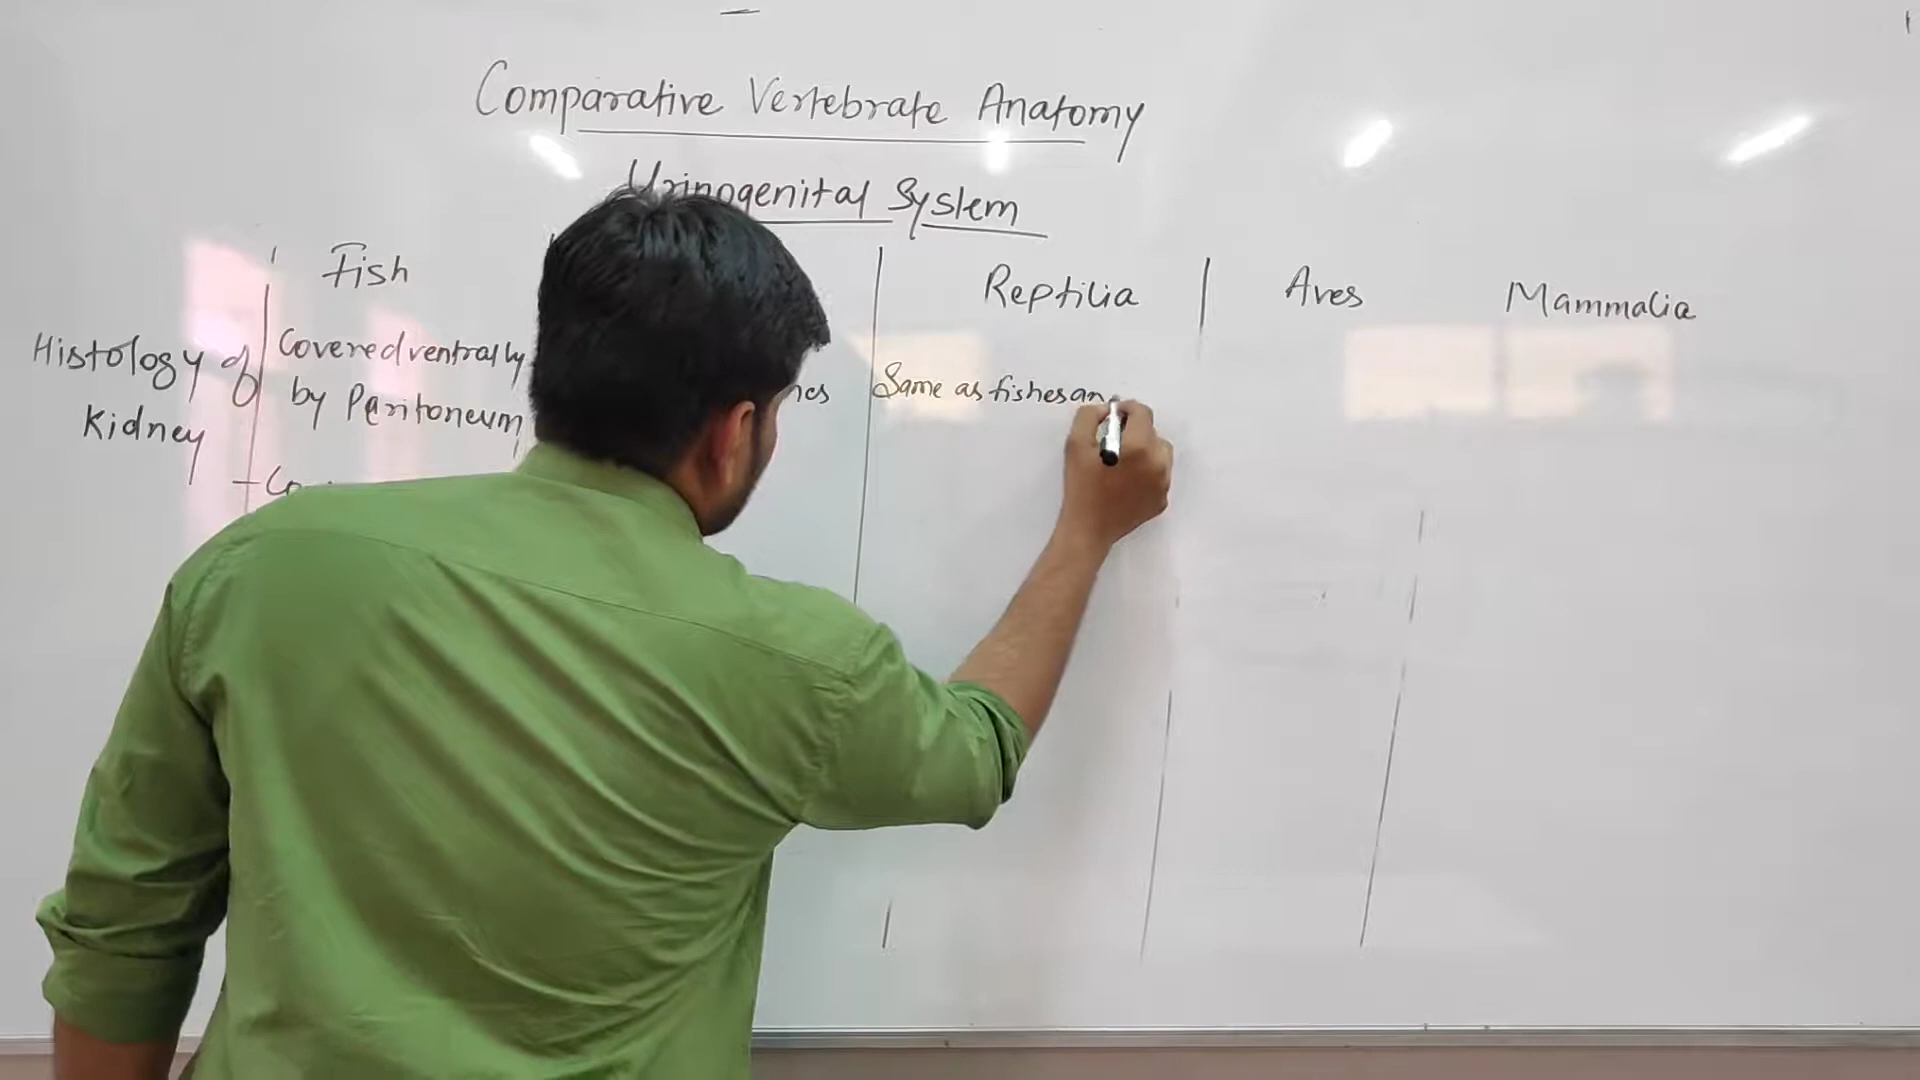 Comparative Vertebrate Anatomy
Urinogenital System
Fish
Reptilia
Aves
Mammalia
Histology of
Kidney
Covered ventrally
by Peritoneum
Same as fishes an